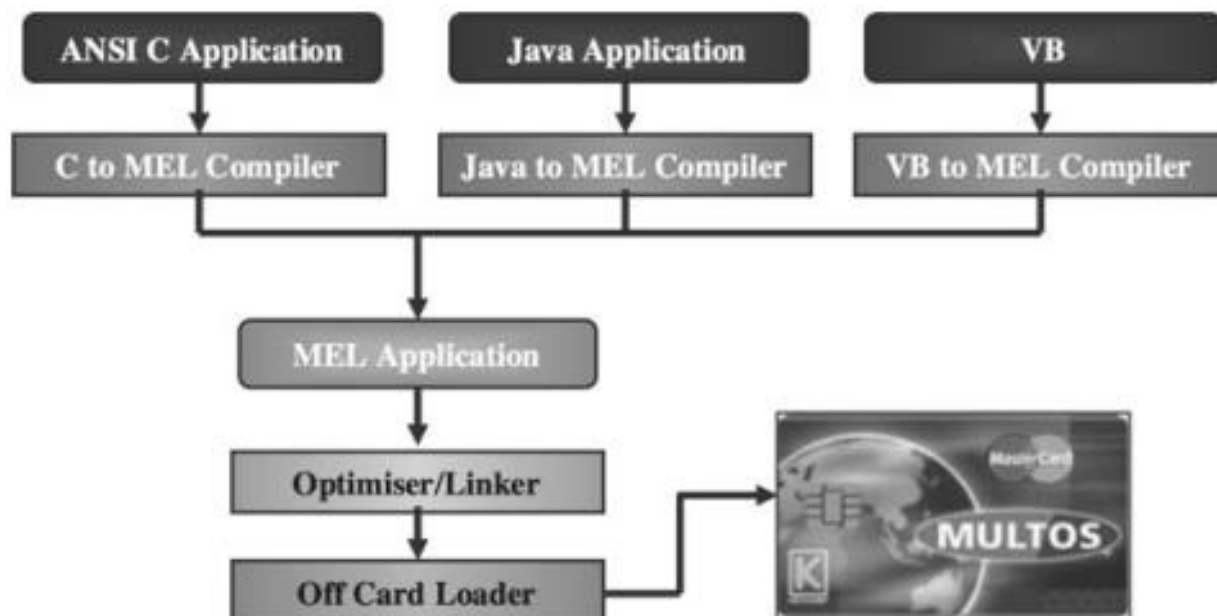 ANSI C Application
Java Application
VB
C to MEL Compiler
Java to MEL Compiler
VB to MEL Compiler
MEL Application
Optimiser/Linker
Off Card Loader
MasterCard
MULTOS
K